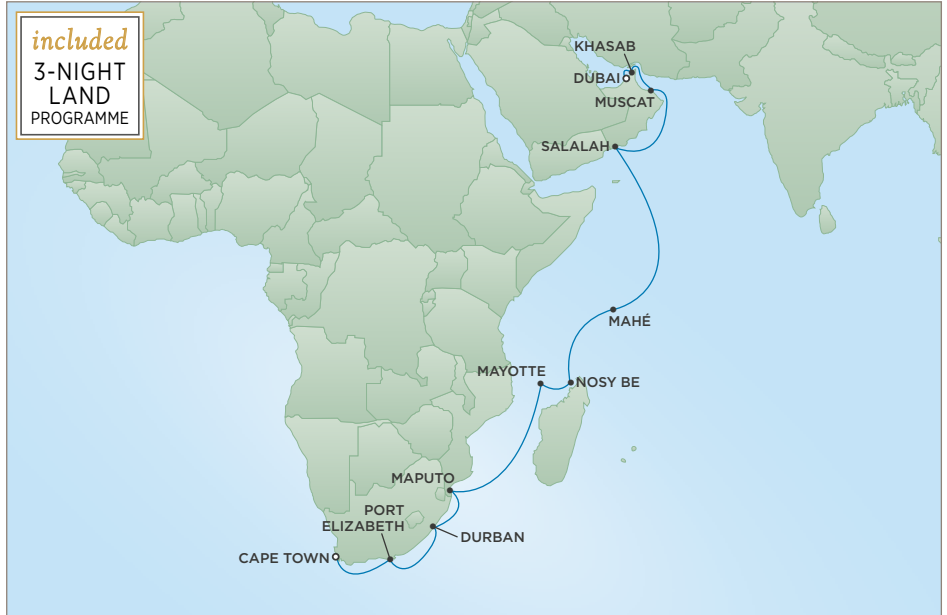 included
3-NIGHT
LAND
PROGRAMME
KHASAB
DUBAI
MUSCAT
SALALAH
MAHÉ
MAYOTTE
NOSY BE
MAPUTO
PORT
ELIZABETH
DURBAN
CAPE TOWN